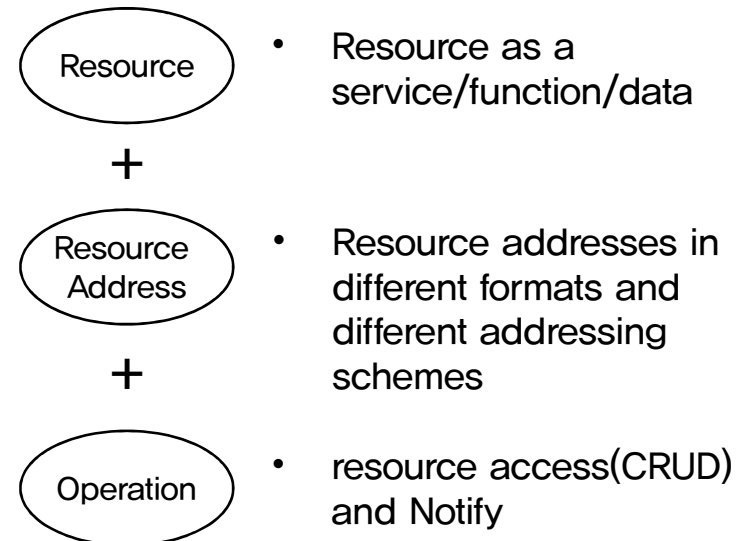 Resource
• Resource as a
service/function/data
+
Resource
Address
• Resource addresses in
different formats and
different addressing
schemes
+
Operation
• resource access(CRUD)
and Notify